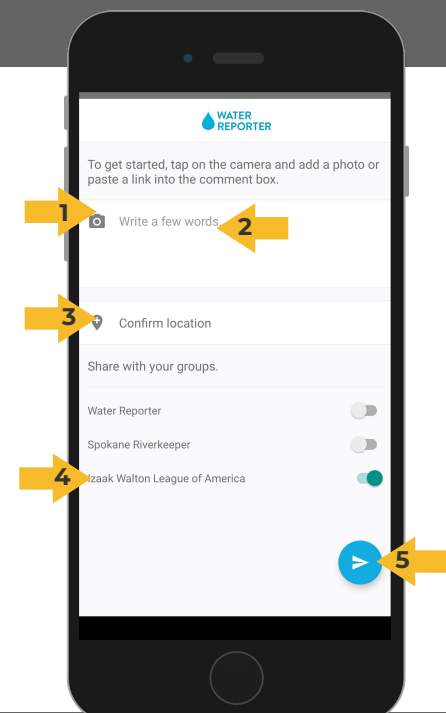 WATER
REPORTER
To get started, tap on the camera and add a photo or
paste a link into the comment box.
1
Write a few words
2
3
Confirm location
Share with your groups.
Water Reporter
Spokane Riverkeeper
4
Izaak Walton League of America
5